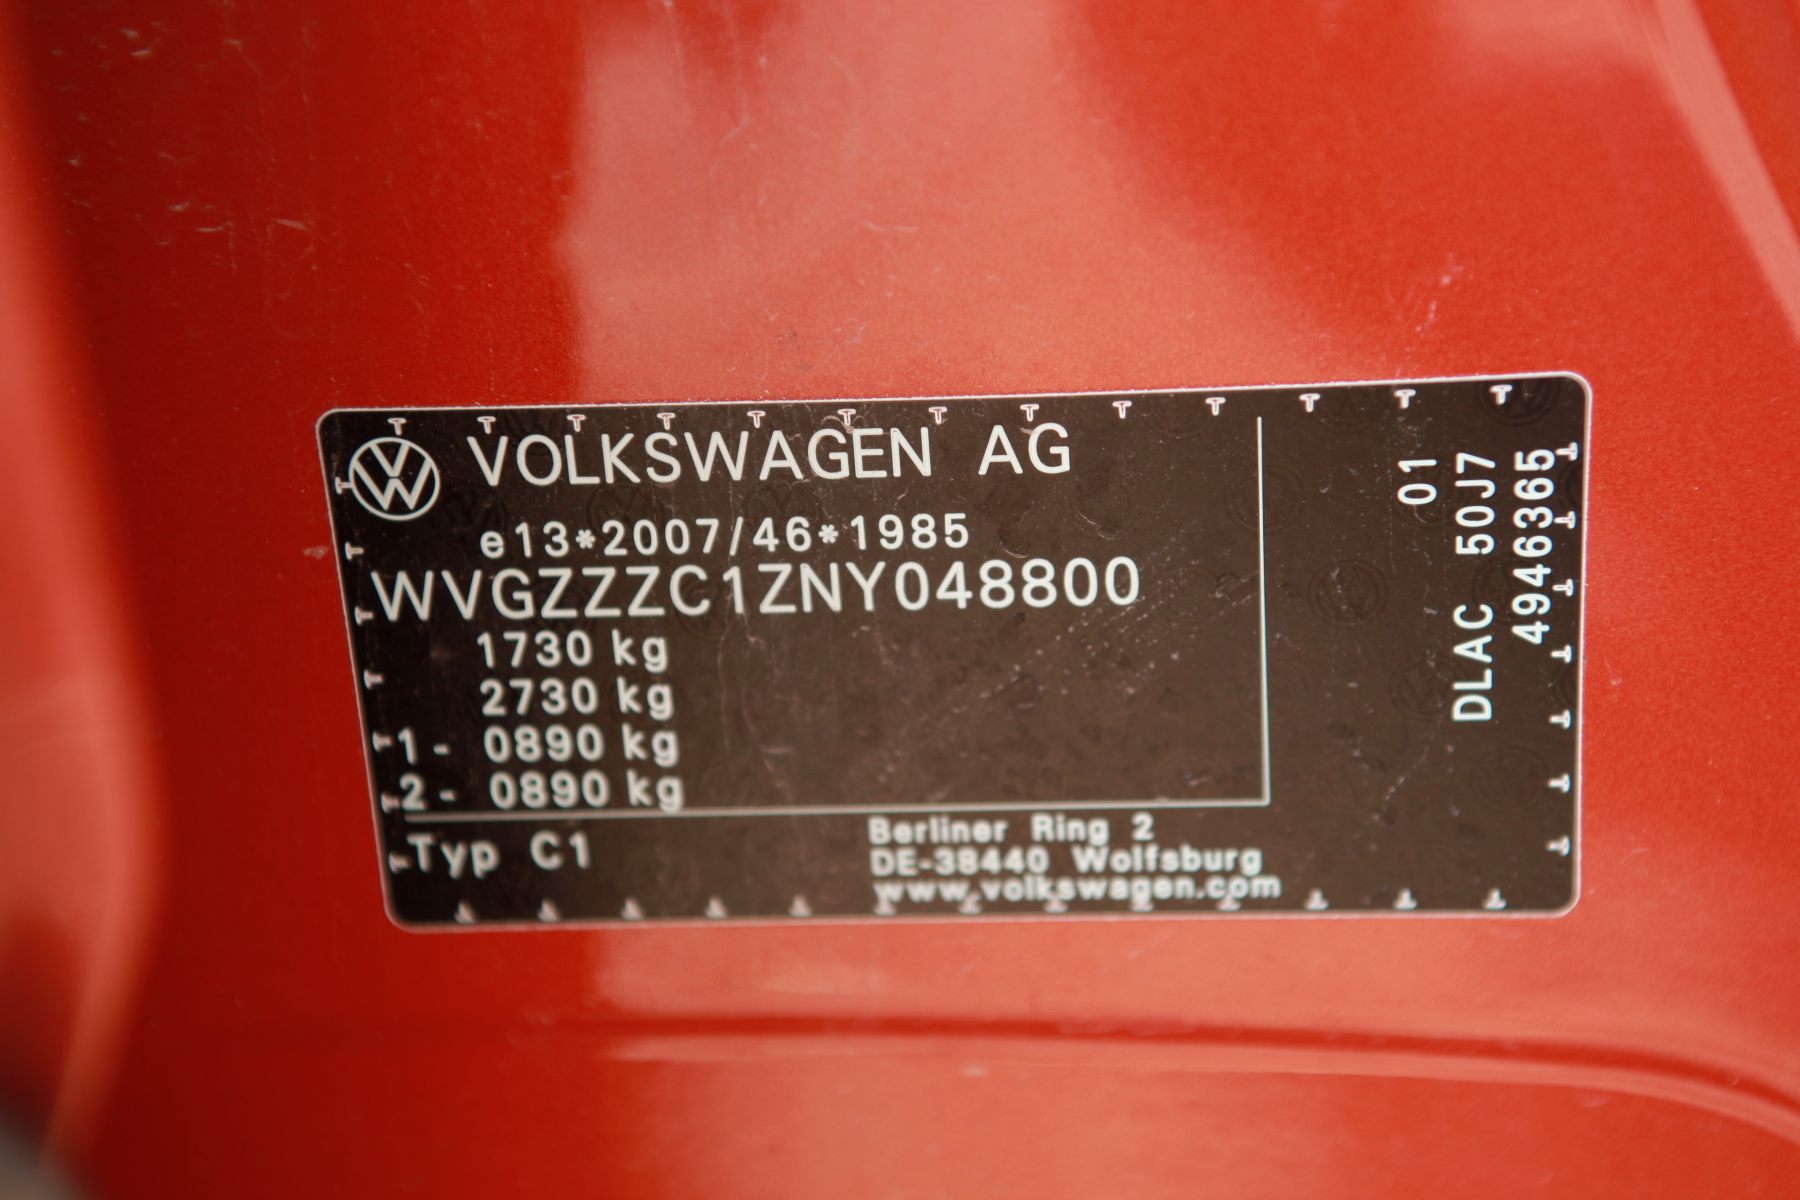 VOLKSWAGEN AG
e13*2007/46*1985
WVGZZZC1ZNY048800
1730 kg
2730 kg
1- 0890 kg
2- 0890 kg
Typ C1
Berliner Ring 2
DE-38440 Wolfsburg
www.volkswagen.com
01
DLAC 50J7
4946365